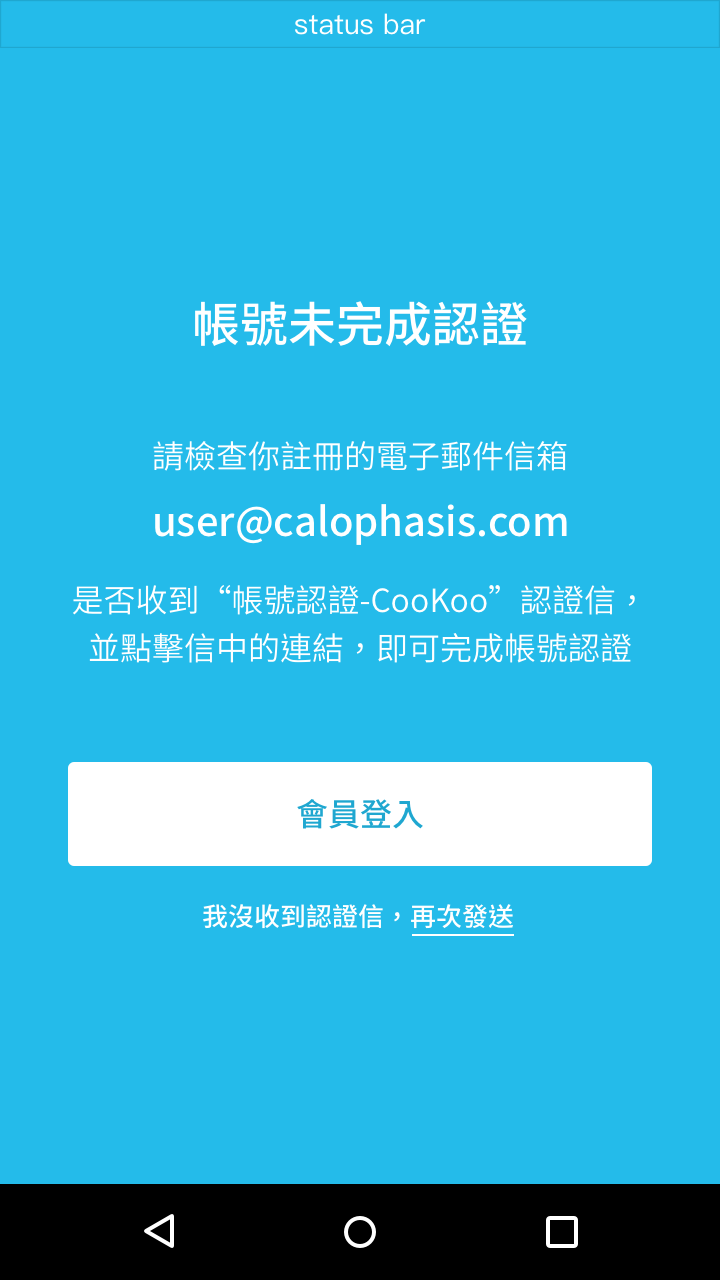 status bar
帳號未完成認證
請檢查你註冊的電子郵件信箱
user@calophasis.com
是否收到“帳號認證-CooKoo”認證信，
並點擊信中的連結，即可完成帳號認證
會員登入
我沒收到認證信，再次發送